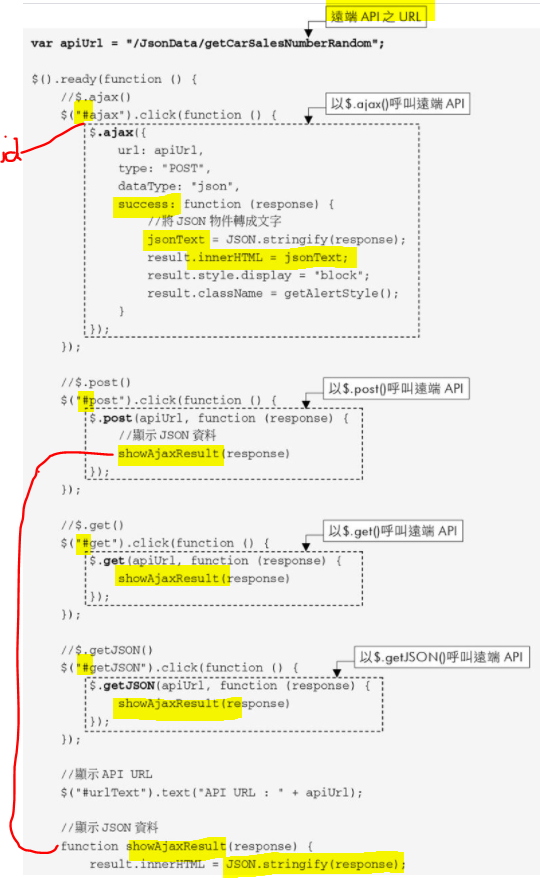 遠端 API 之 URL
var apiUrl = "/JsonData/getCarSalesNumberRandom";
$().ready(function () {
//$.ajax()
以$.ajax()呼叫遠端 API
$("#ajax").click(function () {
id
$.ajax({
url: apiUrl,
type: "POST",
dataType: "json",
success: function (response) {
//將 JSON 物件轉成文字
jsonText = JSON.stringify(response);
result.innerHTML = jsonText;
result.style.display = "block";
result.className = getAlertStyle();
}
});
});
//$.post()
以$.post()呼叫遠端 API
$("#post").click(function () {
$.post(apiUrl, function (response) {
//顯示 JSON 資料
showAjaxResult(response)
});
});
//$.get()
以$.get()呼叫遠端 API
$("#get").click(function () {
$.get(apiUrl, function (response) {
showAjaxResult(response)
});
});
//$.getJSON()
以$.getJSON()呼叫遠端 API
$("#getJSON").click(function () {
$.getJSON(apiUrl, function (response) {
showAjaxResult(response)
});
});
//顯示 API URL
$("#urlText").text("API URL : " + apiUrl);
//顯示 JSON 資料
function showAjaxResult(response) {
result.innerHTML = JSON.stringify(response);